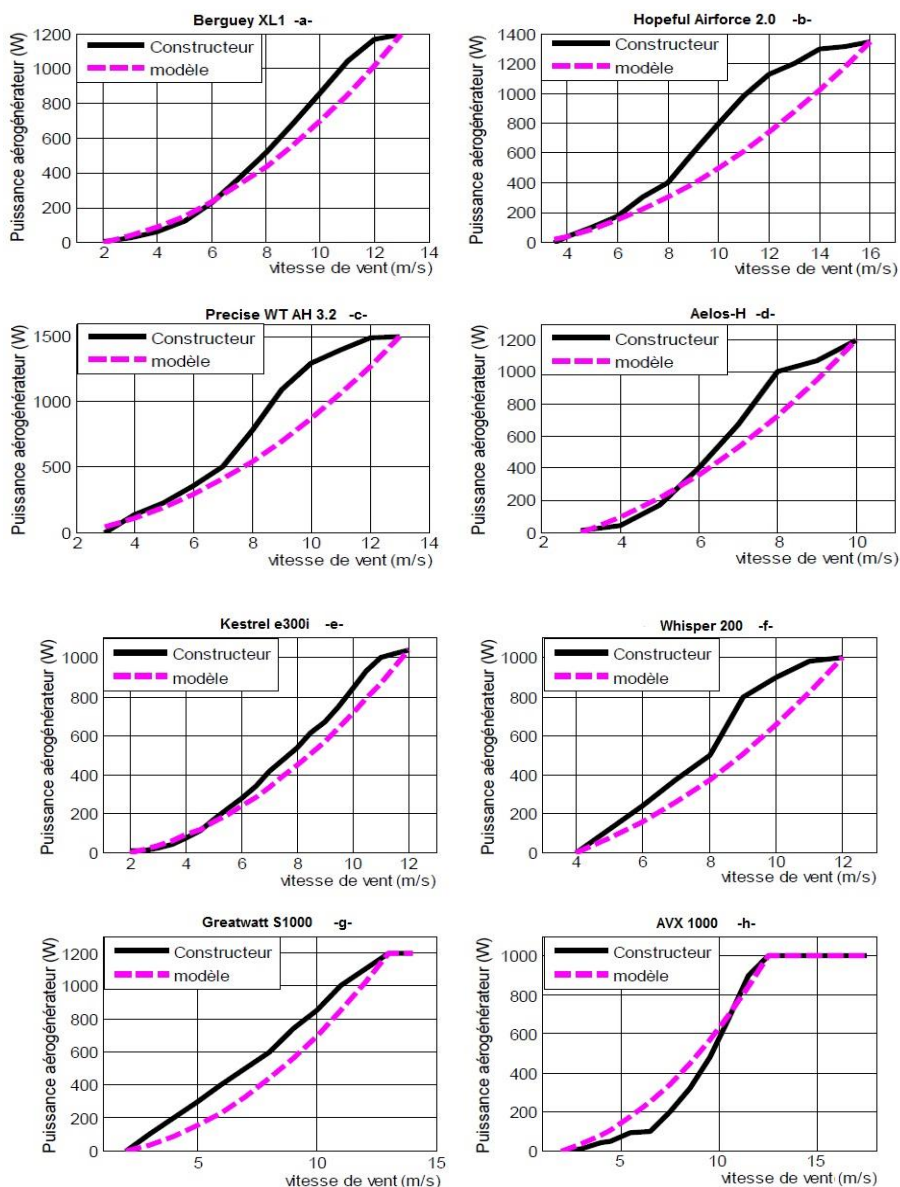 Berguey XL1 -a-
Puissance aérogénérateur (W)
1200
1000
800
600
400
200
0
Constructeur
modèle
2 4 6 8 10 12 14
vitesse de vent (m/s)
Hopeful Airforce 2.0 -b-
Puissance aérogénérateur (W)
1400
1200
1000
800
600
400
200
0
Constructeur
modèle
4 6 8 10 12 14 16
vitesse de vent (m/s)
Precise WT AH 3.2 -c-
Puissance aérogénérateur (W)
1500
1000
500
0
Constructeur
modèle
2 4 6 8 10 12 14
vitesse de vent (m/s)
Aelos-H -d-
Puissance aérogénérateur (W)
1200
1000
800
600
400
200
0
Constructeur
modèle
2 4 6 8 10
vitesse de vent (m/s)
Kestrel e300i -e-
Puissance aérogénérateur (W)
1000
800
600
400
200
0
Constructeur
modèle
2 4 6 8 10 12
vitesse de vent (m/s)
Whisper 200 -f-
Puissance aérogénérateur (W)
1000
800
600
400
200
0
Constructeur
modèle
4 6 8 10 12
vitesse de vent (m/s)
Greatwatt S1000 -g-
Puissance aérogénérateur (W)
1200
1000
800
600
400
200
0
Constructeur
modèle
5 10 15
vitesse de vent (m/s)
AVX 1000 -h-
Puissance aérogénérateur (W)
1000
800
600
400
200
0
Constructeur
modèle
5 10 15
vitesse de vent (m/s)